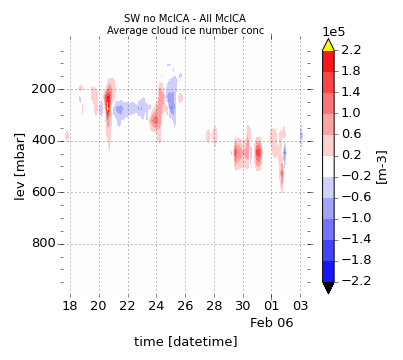 SW no McICA - All McICA
Average cloud ice number conc
1e5
2.2
1.8
1.4
1.0
0.6
0.2
−0.2
−0.6
−1.0
−1.4
−1.8
−2.2
[m-3]
lev [mbar]
200
400
600
800
18 20 22 24 26 28 30 01 03
Feb 06
time [datetime]